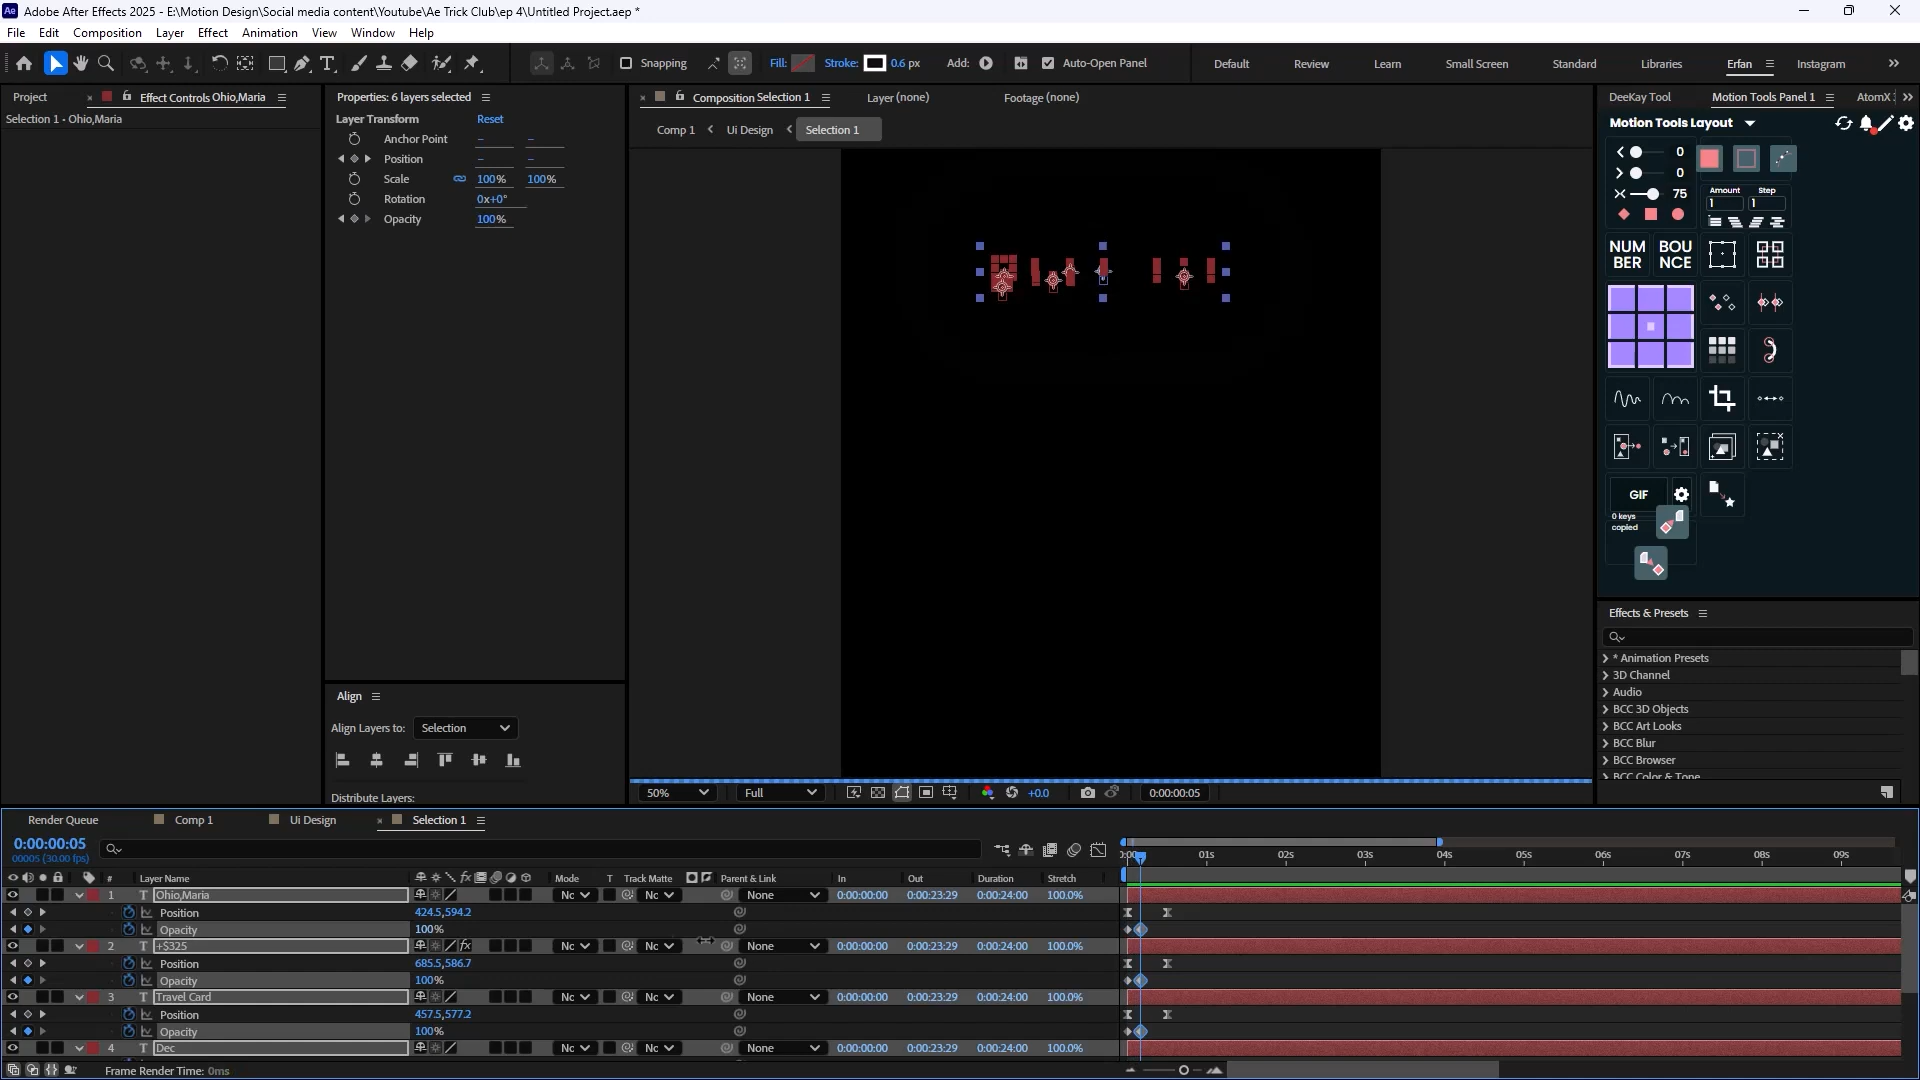 Adobe After Effects 2025 - E:\Motion Design\Social media content\Youtube\Ae Trick Club\ep 4\Untitled Project.aep *
File Edit Composition Layer Effect Animation View Window Help
Snapping Fill: Stroke: 0.6 px Add: Auto-Open Panel Default Review Learn Small Screen Standard Libraries Erfan Instagram
Project Effect Controls Ohio,Maria
Selection 1 - Ohio,Maria
Properties: 6 layers selected
Layer Transform Reset
Anchor Point
Position
Scale 100% 100%
Rotation 0x+0°
Opacity 100%
Align
Align Layers to: Selection
Distribute Layers:
Composition Selection 1 Layer (none) Footage (none)
Comp 1 Ui Design Selection 1
50% Full +0.0 0:00:00:05
DeeKay Tool Motion Tools Panel 1 AtomX
Motion Tools Layout
0
0
75
Amount Step
1 1
NUM
BER
BOU
NCE
GIF
0 keys
copied
Effects & Presets
* Animation Presets
3D Channel
Audio
BCC 3D Objects
BCC Art Looks
BCC Blur
BCC Browser
BCC Color & Tone
Render Queue Comp 1 Ui Design Selection 1
0:00:00:05
00005 (30.00 fps)
0:00 01s 02s 03s 04s 05s 06s 07s 08s 09s
# Layer Name Mode T Track Matte Parent & Link In Out Duration Stretch
1 T Ohio,Maria Nc Nc None 0:00:00:00 0:00:23:29 0:00:24:00 100.0%
Position 424.5,594.2
Opacity 100%
2 T +$325 Nc Nc None 0:00:00:00 0:00:23:29 0:00:24:00 100.0%
Position 685.5,586.7
Opacity 100%
3 T Travel Card Nc Nc None 0:00:00:00 0:00:23:29 0:00:24:00 100.0%
Position 457.5,577.2
Opacity 100%
4 T Dec Nc Nc None 0:00:00:00 0:00:23:29 0:00:24:00 100.0%
Frame Render Time: 0ms